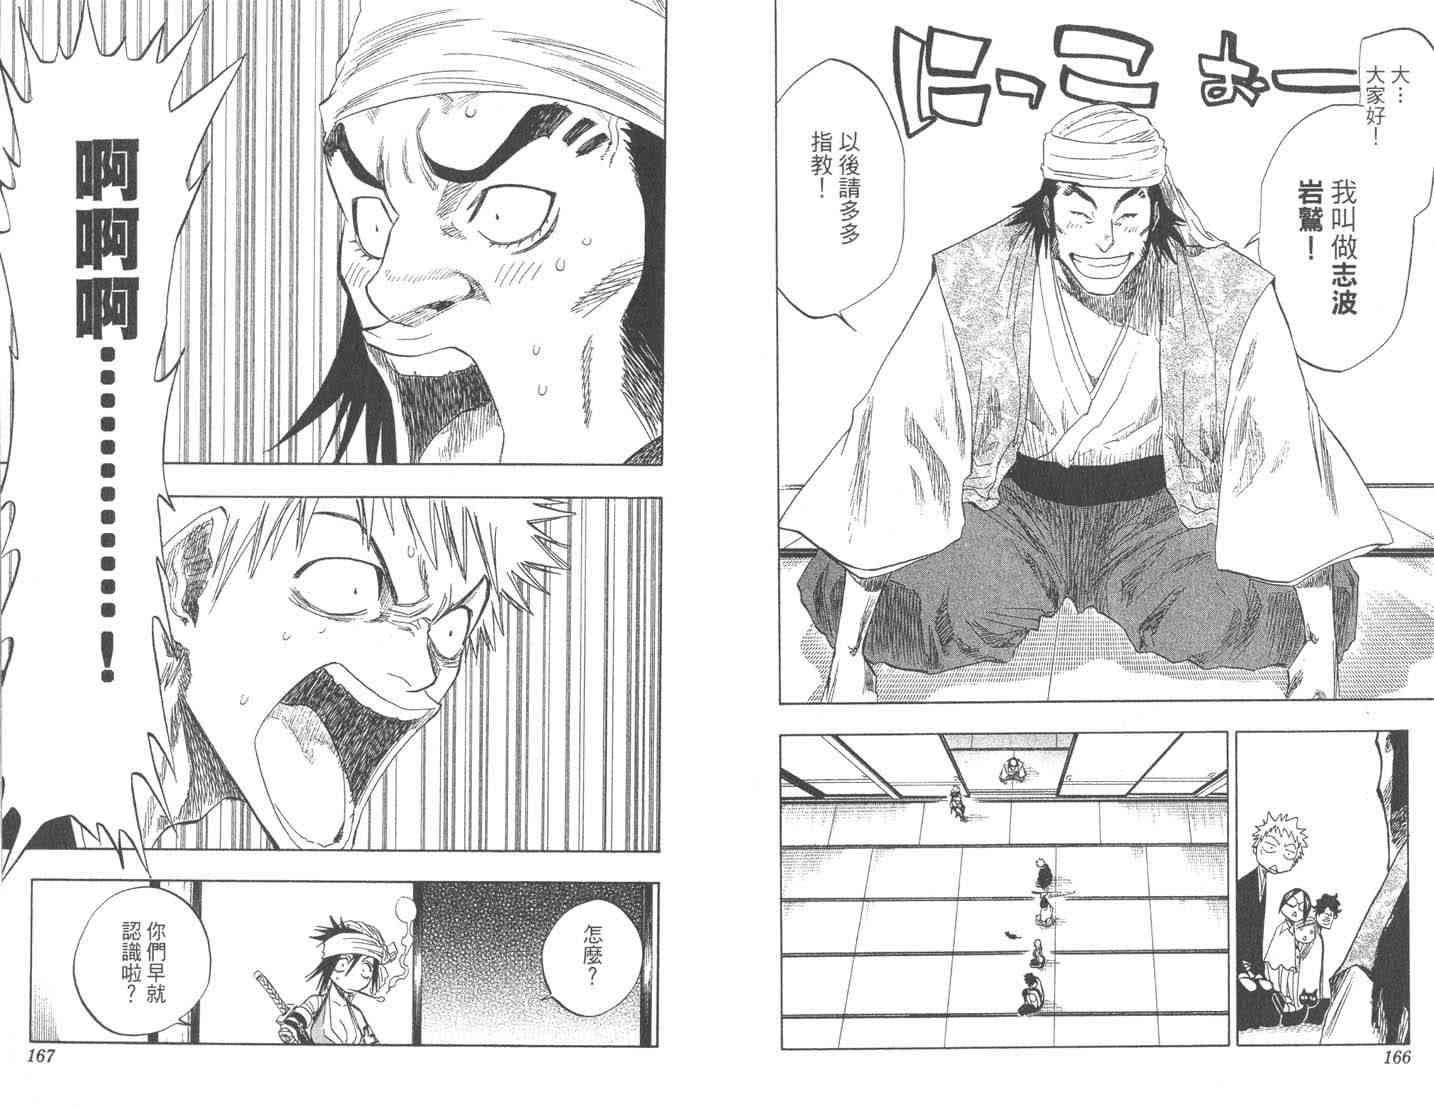 にっこぉー
大…
大家好！
我叫做志波
岩鷲！
以後請多多
指教！
166
啊啊啊…………！
怎麼？
你們早就
認識啦？
167